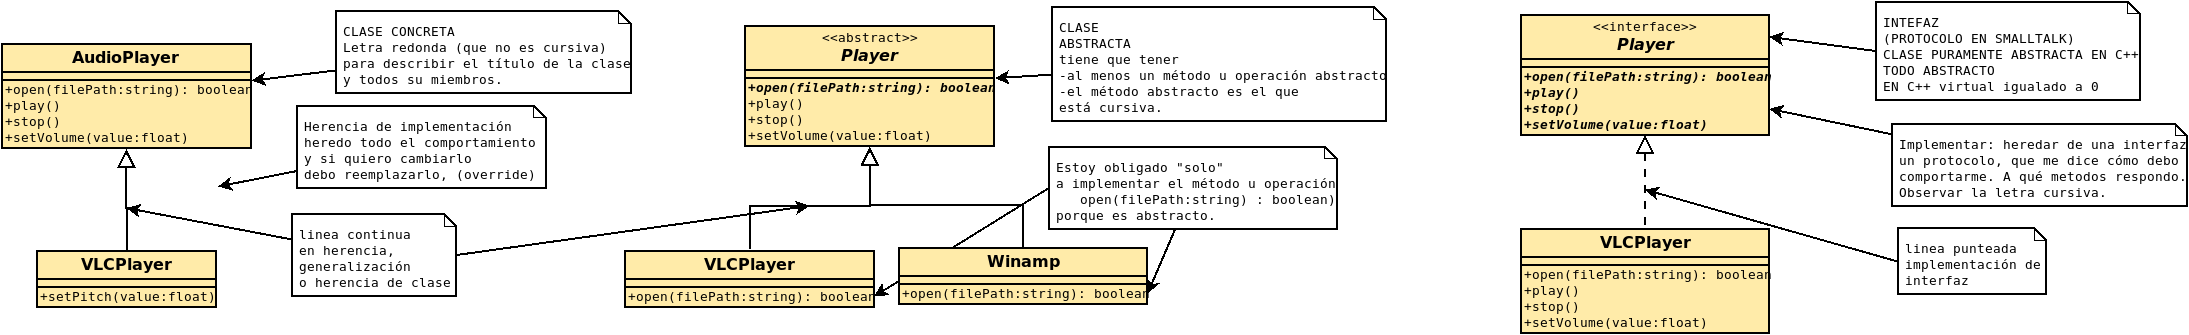 AudioPlayer
+open(filePath:string): boolean
+play()
+stop()
+setVolume(value:float)
CLASE CONCRETA
Letra redonda (que no es cursiva)
para describir el título de la clase
y todos su miembros.
Herencia de implementación
heredo todo el comportamiento
y si quiero cambiarlo
debo reemplazarlo, (override)
linea continua
en herencia,
generalización
o herencia de clase
VLCPlayer
+setPitch(value:float)
<<abstract>>
Player
+open(filePath:string): boolean
+play()
+stop()
+setVolume(value:float)
CLASE
ABSTRACTA
tiene que tener
-al menos un método u operación abstracto
-el método abstracto es el que
está cursiva.
Estoy obligado "solo"
a implementar el método u operación
open(filePath:string) : boolean)
porque es abstracto.
VLCPlayer
+open(filePath:string): boolean
Winamp
+open(filePath:string): boolean
<<interface>>
Player
+open(filePath:string): boolean
+play()
+stop()
+setVolume(value:float)
INTEFAZ
(PROTOCOLO EN SMALLTALK)
CLASE PURAMENTE ABSTRACTA EN C++
TODO ABSTRACTO
EN C++ virtual igualado a 0
Implementar: heredar de una interfaz
un protocolo, que me dice cómo debo
comportarme. A qué metodos respondo.
Observar la letra cursiva.
linea punteada
implementación de
interfaz
VLCPlayer
+open(filePath:string): boolean
+play()
+stop()
+setVolume(value:float)